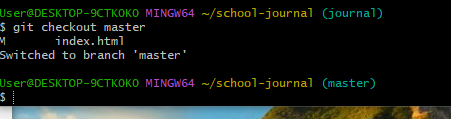 User@DESKTOP-9CTKOKO MINGW64 ~/school-journal (journal)
$ git checkout master
M       index.html
Switched to branch 'master'
User@DESKTOP-9CTKOKO MINGW64 ~/school-journal (master)
$